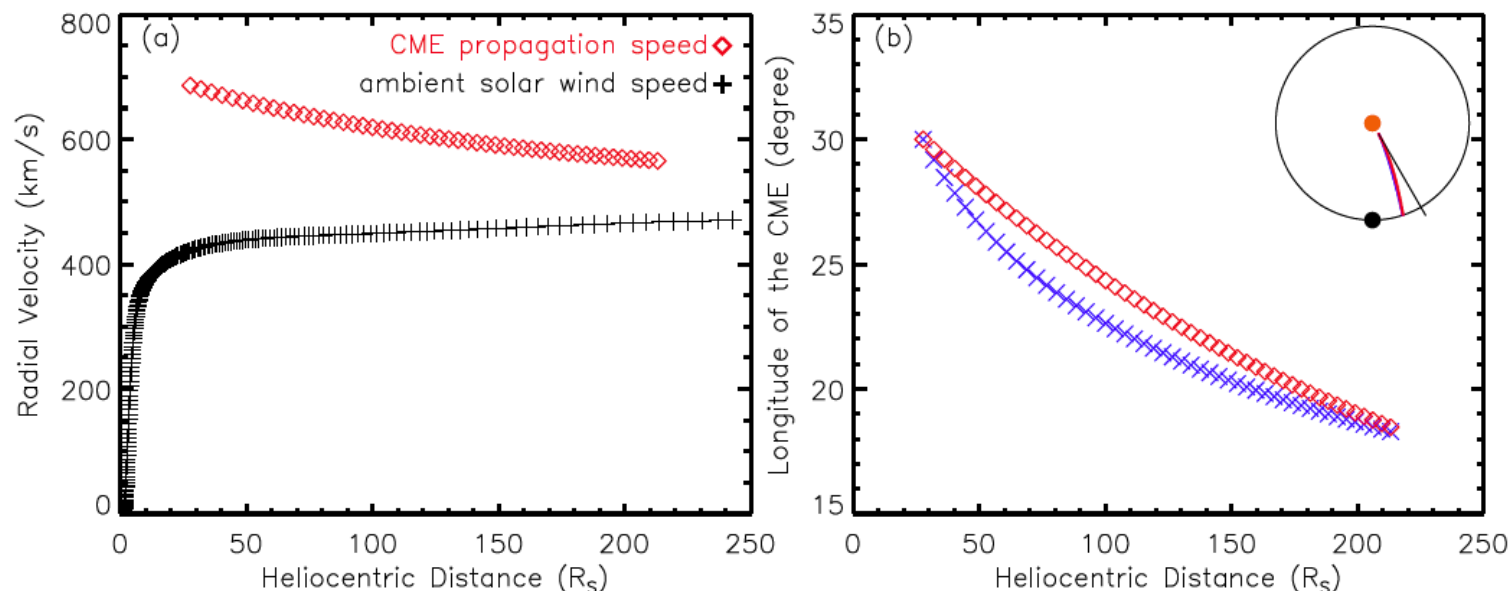 (a)
CME propagation speed
ambient solar wind speed
Radial Velocity (km/s)
800
600
400
200
0
0 50 100 150 200 250
Heliocentric Distance (R_S)
(b)
Longitude of the CME (degree)
35
30
25
20
15
0 50 100 150 200 250
Heliocentric Distance (R_S)